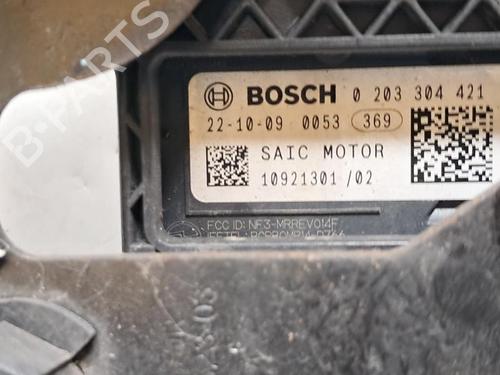 B-PARTS
BOSCH 0 203 304 421
22-10-09 0053 369
SAIC MOTOR
10921301 /02
FCC ID: NF3-MRREVO14F